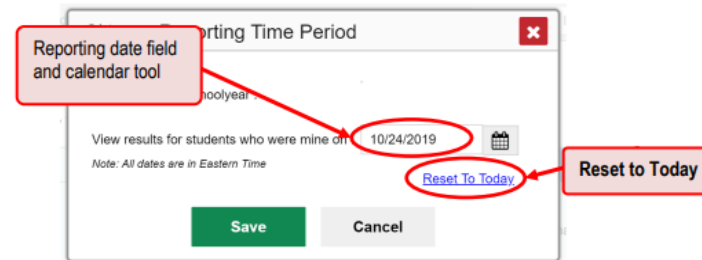 rting Time Period
Reporting date field
and calendar tool
hoolyear
View results for students who were mine on 10/24/2019
Note: All dates are in Eastern Time
Reset To Today
Reset to Today
Save Cancel